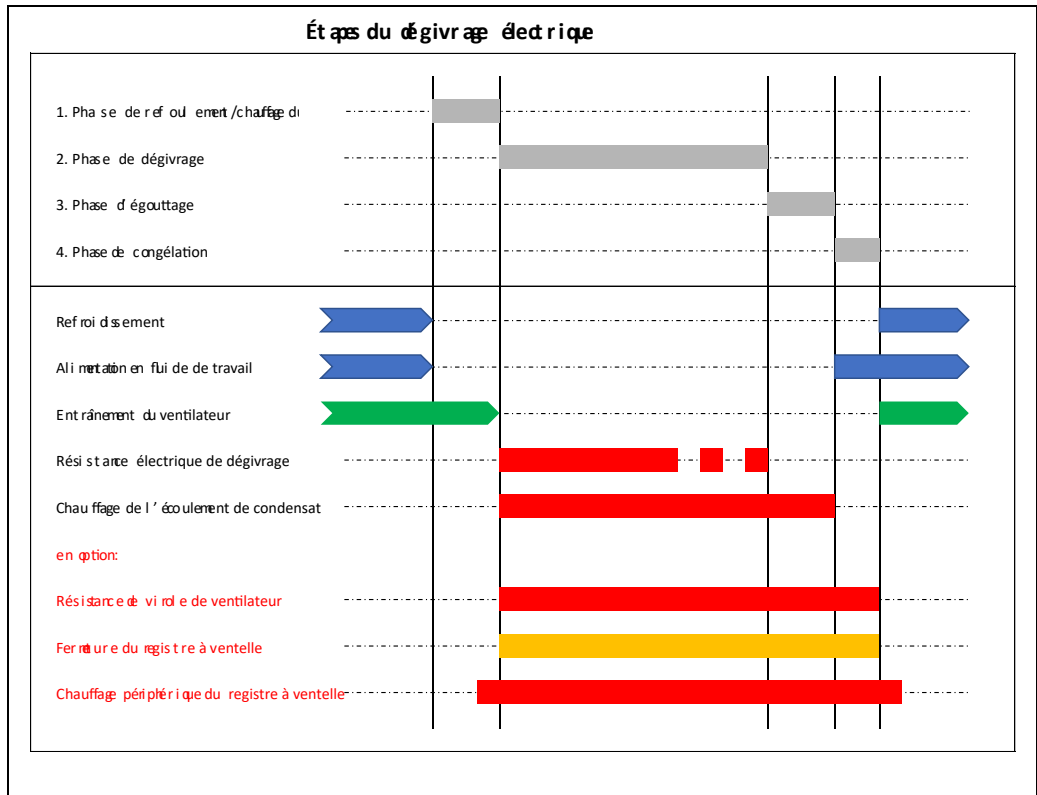 Étapes du dégivrage électrique
1. Phase de refoulement/chauffage du
2. Phase de dégivrage
3. Phase d'égouttage
4. Phase de congélation
Refroidissement
Alimentation en fluide de travail
Entraînement du ventilateur
Résistance électrique de dégivrage
Chauffage de l'écoulement de condensat
en option:
Résistance de virole de ventilateur
Fermeture du registre à ventelle
Chauffage périphérique du registre à ventelle